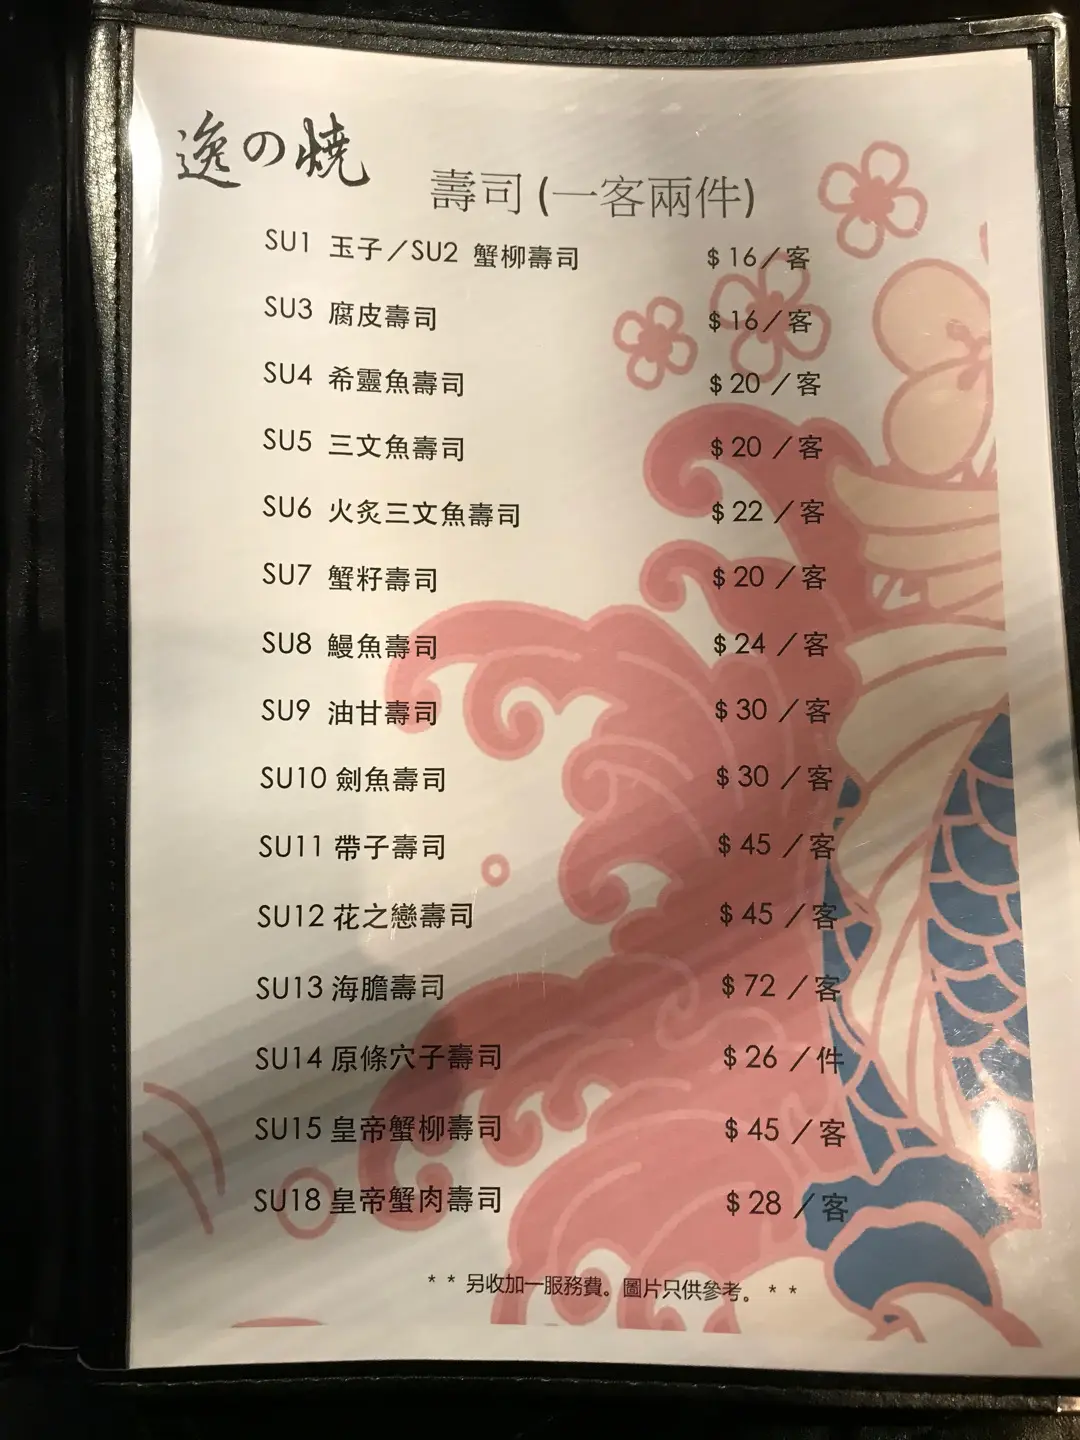 逸の燒
壽司 (一客兩件)
SU1 玉子／SU2 蟹柳壽司 $16／客
SU3 腐皮壽司 $16／客
SU4 希靈魚壽司 $20／客
SU5 三文魚壽司 $20／客
SU6 火炙三文魚壽司 $22／客
SU7 蟹籽壽司 $20／客
SU8 鰻魚壽司 $24／客
SU9 油甘壽司 $30／客
SU10 劍魚壽司 $30／客
SU11 帶子壽司 $45／客
SU12 花之戀壽司 $45／客
SU13 海膽壽司 $72／客
SU14 原條穴子壽司 $26／件
SU15 皇帝蟹柳壽司 $45／客
SU18 皇帝蟹肉壽司 $28／客
* * 另收加一服務費。圖片只供參考。 * *